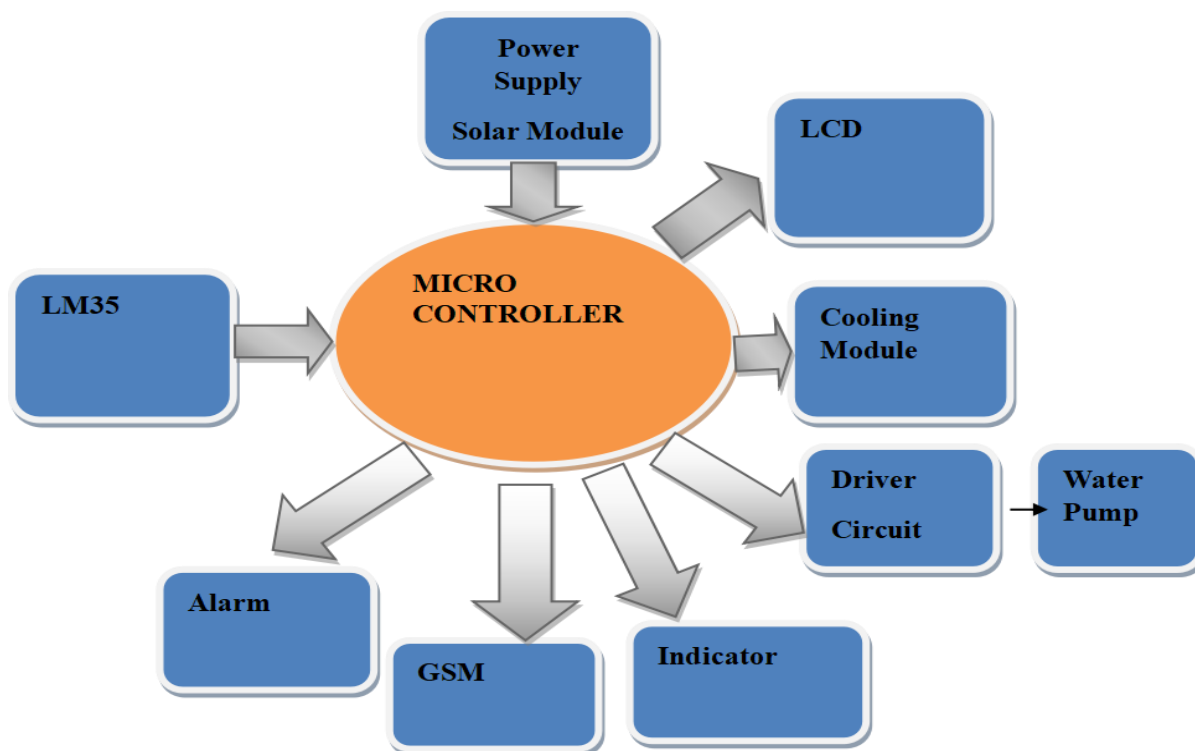 Power
Supply
Solar Module
LCD
LM35
MICRO
CONTROLLER
Cooling
Module
Driver
Circuit
Water
Pump
Alarm
GSM
Indicator